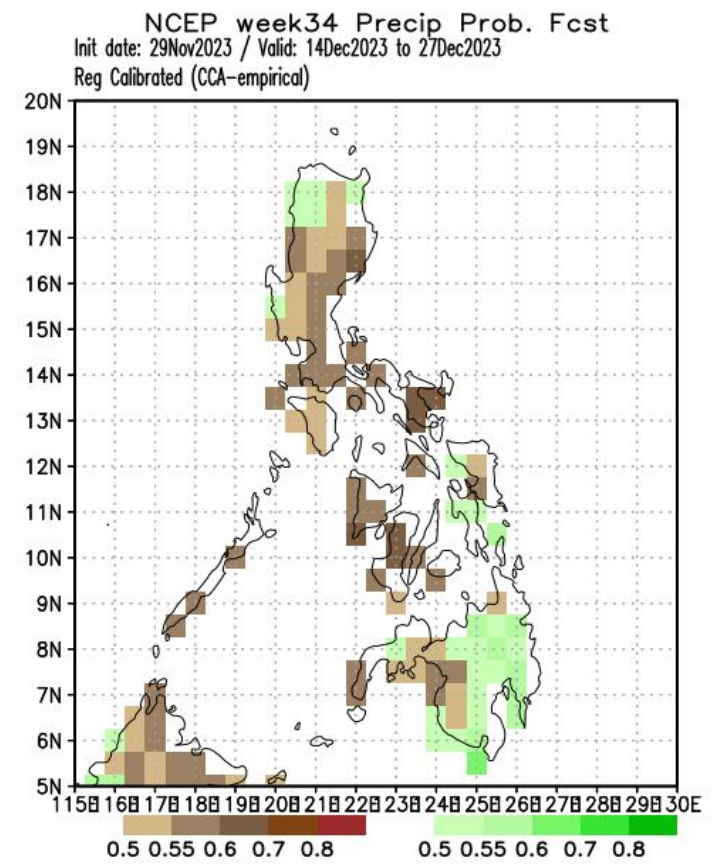 NCEP week34 Precip Prob. Fcst
Init date: 29Nov2023 / Valid: 14Dec2023 to 27Dec2023
Reg Calibrated (CCA-empirical)
20N
19N
18N
17N
16N
15N
14N
13N
12N
11N
10N
9N
8N
7N
6N
5N
115E 116E 117E 118E 119E 120E 121E 122E 123E 124E 125E 126E 127E 128E 129E 130E
0.5 0.55 0.6 0.7 0.8 0.5 0.55 0.6 0.7 0.8